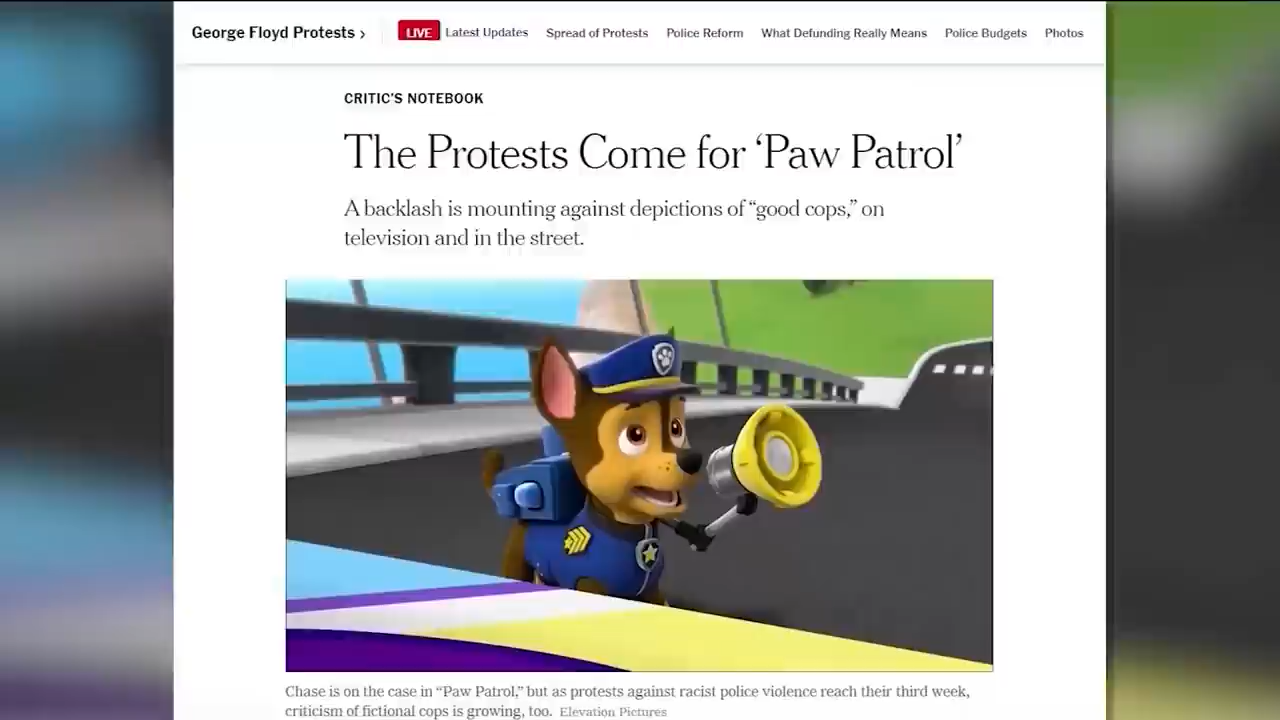 George Floyd Protests › LIVE Latest Updates Spread of Protests Police Reform What Defunding Really Means Police Budgets Photos
CRITIC'S NOTEBOOK
The Protests Come for ‘Paw Patrol’
A backlash is mounting against depictions of “good cops,” on
television and in the street.
Chase is on the case in “Paw Patrol,” but as protests against racist police violence reach their third week,
criticism of fictional cops is growing, too. Elevation Pictures